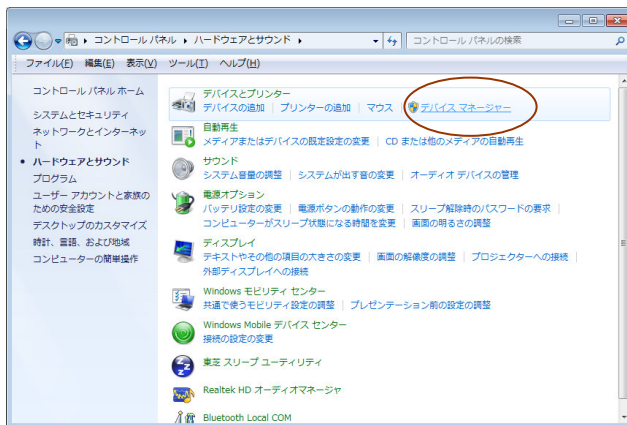 コントロール パネル ▸ ハードウェアとサウンド ▸
コントロール パネルの検索
ファイル(F) 編集(E) 表示(V) ツール(T) ヘルプ(H)
コントロール パネル ホーム
システムとセキュリティ
ネットワークとインターネッ
ト
• ハードウェアとサウンド
プログラム
ユーザー アカウントと家族の
ための安全設定
デスクトップのカスタマイズ
時計、言語、および地域
コンピューターの簡単操作
デバイスとプリンター
デバイスの追加 | プリンターの追加 | マウス | デバイス マネージャー
自動再生
メディアまたはデバイスの既定設定の変更 | CD または他のメディアの自動再生
サウンド
システム音量の調整 | システムが出す音の変更 | オーディオ デバイスの管理
電源オプション
バッテリ設定の変更 | 電源ボタンの動作の変更 | スリープ解除時のパスワードの要求 |
コンピューターがスリープ状態になる時間を変更 | 画面の明るさの調整
ディスプレイ
テキストやその他の項目の大きさの変更 | 画面の解像度の調整 | プロジェクターへの接続 |
外部ディスプレイへの接続
Windows モビリティ センター
共通で使うモビリティ設定の調整 | プレゼンテーション前の設定の調整
Windows Mobile デバイス センター
接続の設定の変更
東芝 スリープ ユーティリティ
Realtek HD オーディオマネージャ
Bluetooth Local COM